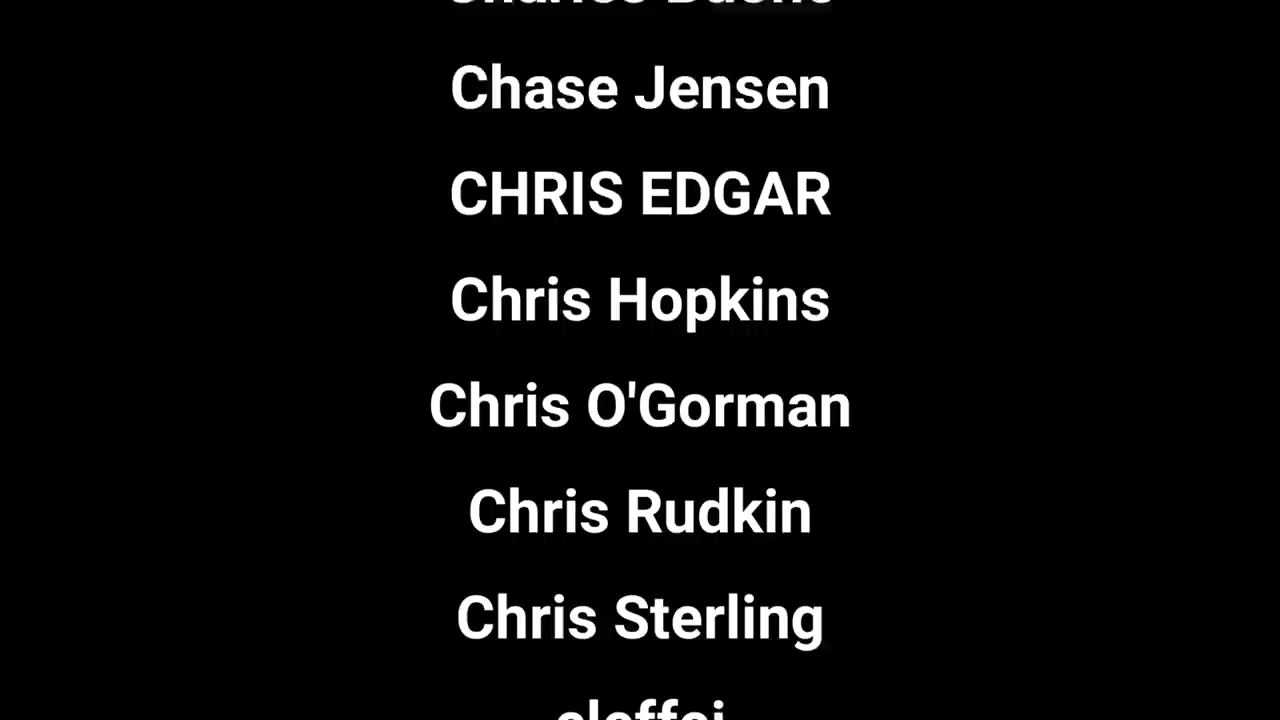 Chase Jensen
CHRIS EDGAR
Chris Hopkins
Chris O'Gorman
Chris Rudkin
Chris Sterling